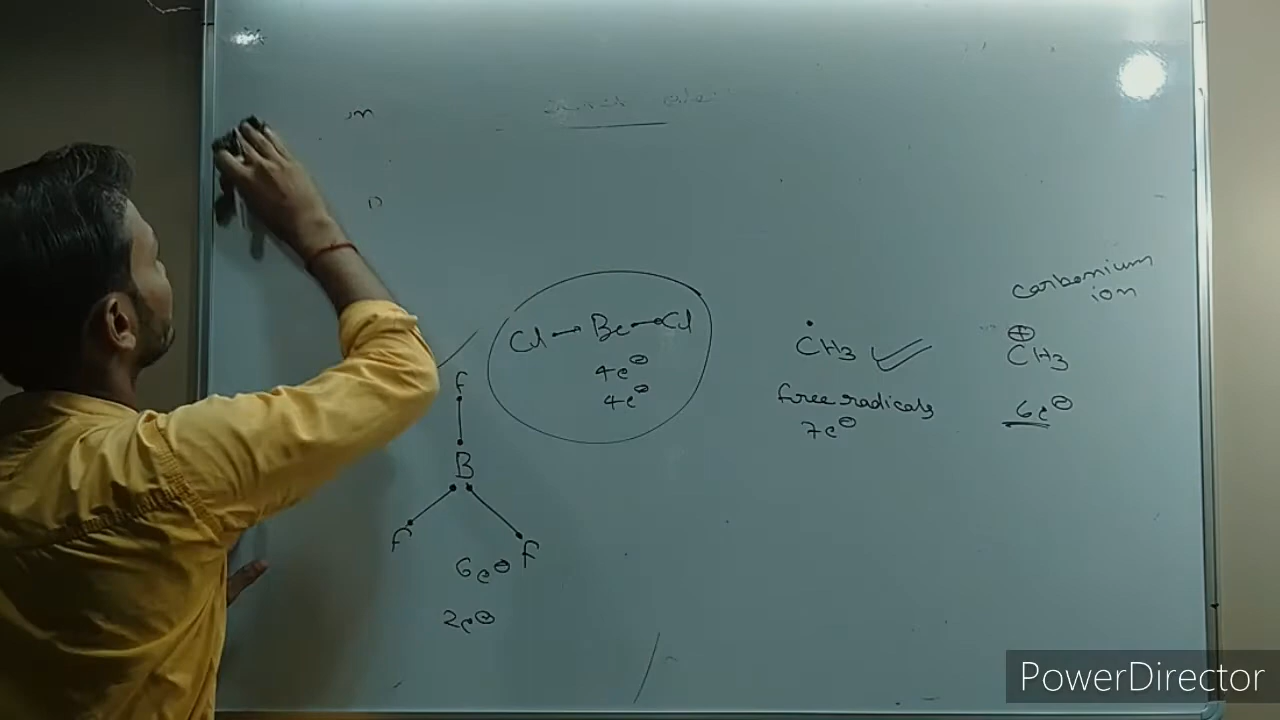 carbonium
ion
Cl Be Cl
4e⊖
4e⊖
ĊH3
free radicals
7e⊖
⊕
CH3
6e⊖
F
B
F F
6e⊖
2e⊖
PowerDirector